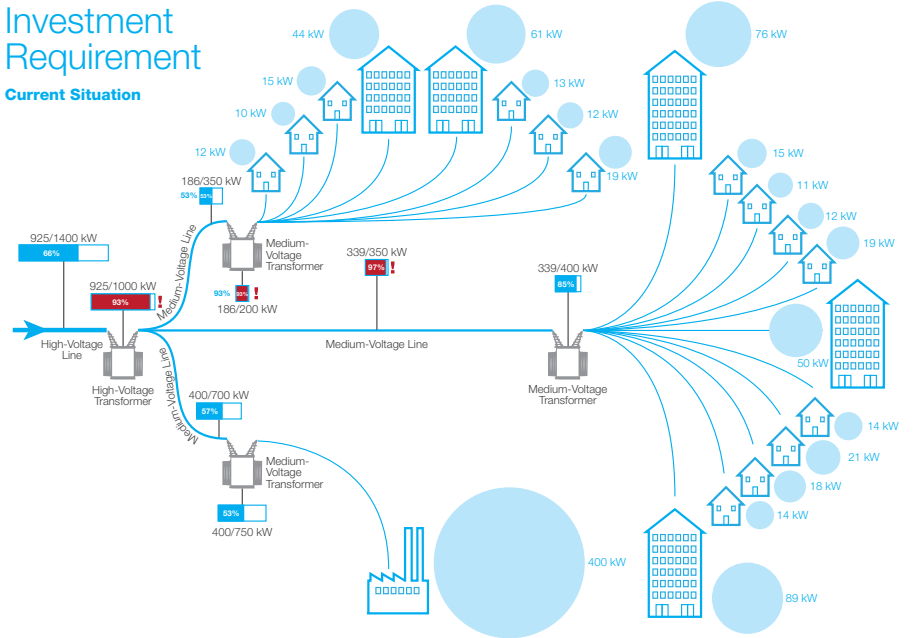 Investment
Requirement
Current Situation
44 kW
61 kW
76 kW
15 kW
13 kW
10 kW
12 kW
12 kW
19 kW
15 kW
11 kW
12 kW
19 kW
186/350 kW
53%
53%
Medium-Voltage Line
Medium-
Voltage
Transformer
93%
93%
!
186/200 kW
925/1400 kW
66%
925/1000 kW
93%
!
High-Voltage
Line
High-Voltage
Transformer
339/350 kW
97%
!
Medium-Voltage Line
339/400 kW
85%
Medium-Voltage
Transformer
50 kW
Medium-Voltage Line
400/700 kW
57%
Medium-
Voltage
Transformer
53%
400/750 kW
14 kW
21 kW
18 kW
14 kW
400 kW
89 kW